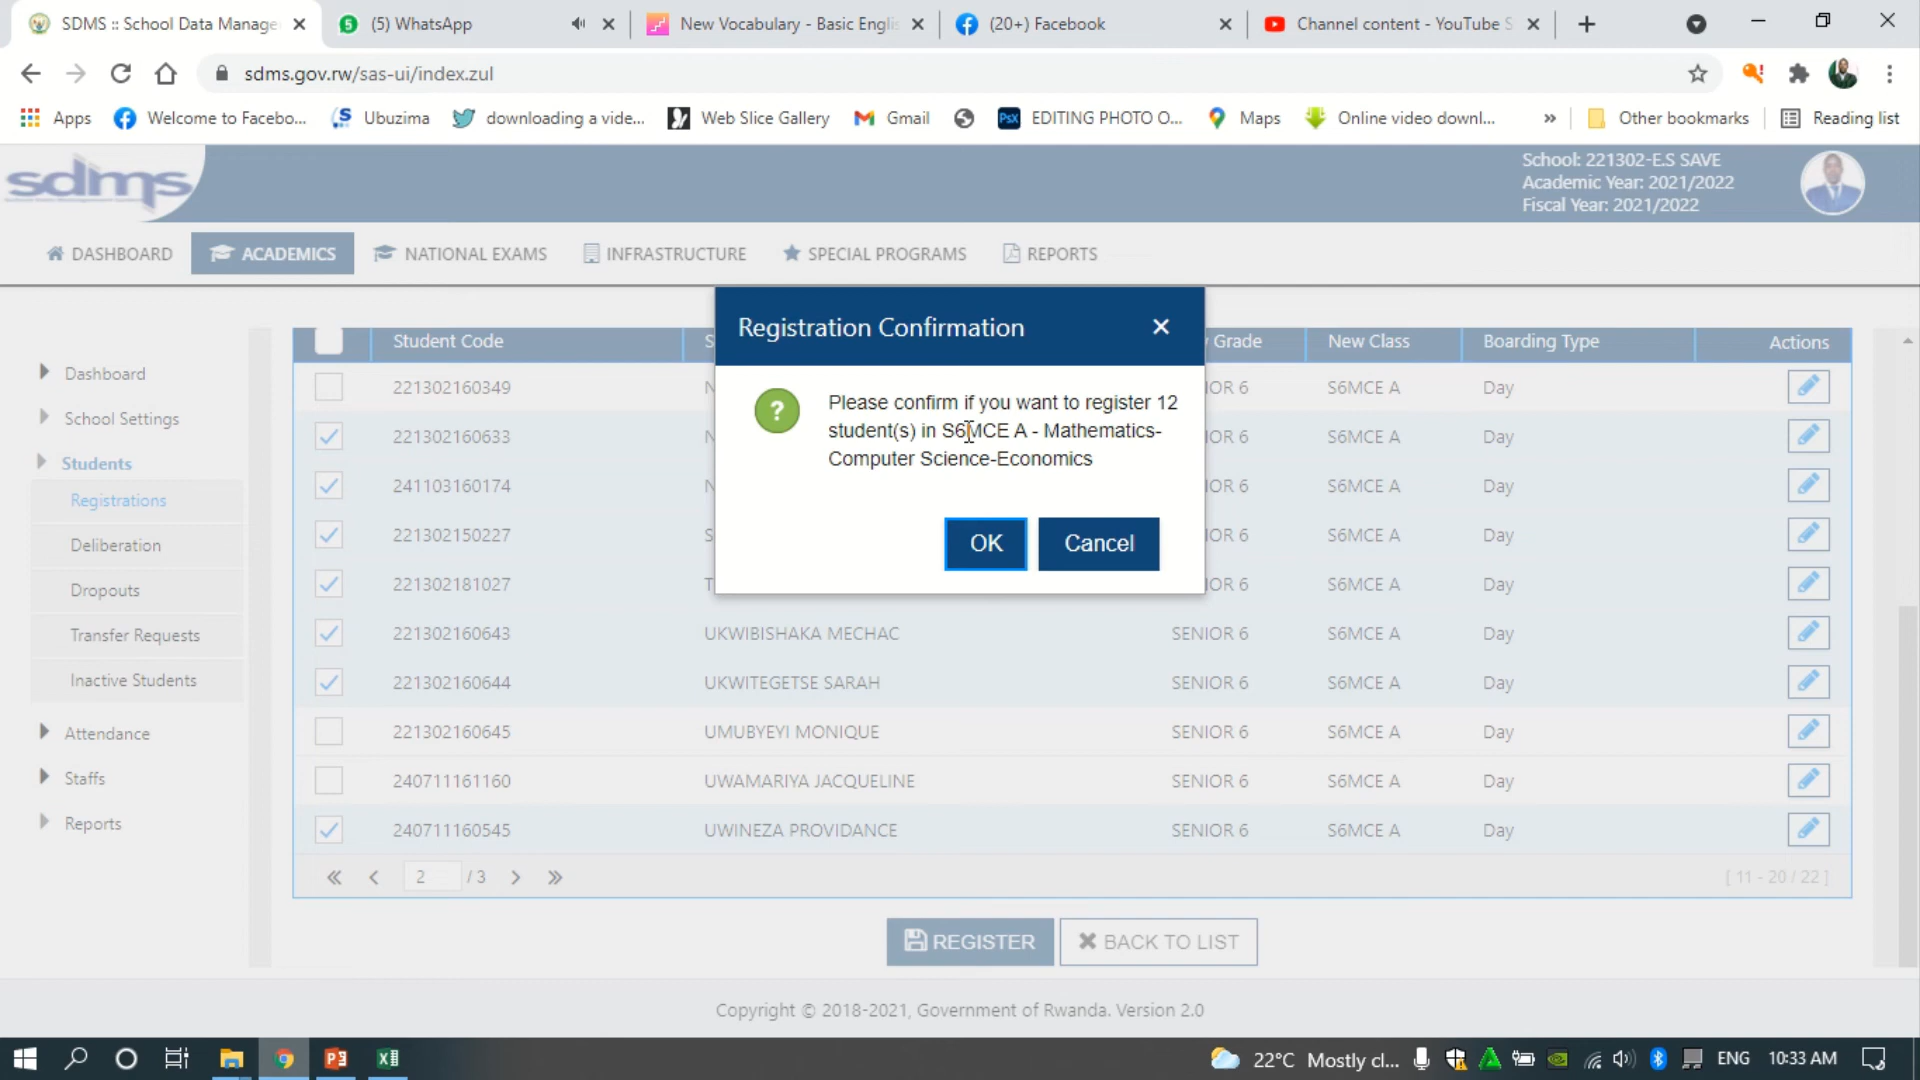 SDMS :: School Data Manage
5 (5) WhatsApp
New Vocabulary - Basic Englis
(20+) Facebook
Channel content - YouTube S
sdms.gov.rw/sas-ui/index.zul
Apps
Welcome to Facebo...
Ubuzima
downloading a vide...
Web Slice Gallery
Gmail
PSX EDITING PHOTO O...
Maps
Online video downl...
»
Other bookmarks
Reading list
sdms
School: 221302-E.S SAVE
Academic Year: 2021/2022
Fiscal Year: 2021/2022
DASHBOARD
ACADEMICS
NATIONAL EXAMS
INFRASTRUCTURE
SPECIAL PROGRAMS
REPORTS
Dashboard
School Settings
Students
Registrations
Deliberation
Dropouts
Transfer Requests
Inactive Students
Attendance
Staffs
Reports
Student Code S Grade New Class Boarding Type Actions
221302160349 N IOR 6 S6MCE A Day
221302160633 N IOR 6 S6MCE A Day
241103160174 N IOR 6 S6MCE A Day
221302150227 S IOR 6 S6MCE A Day
221302181027 T IOR 6 S6MCE A Day
221302160643 UKWIBISHAKA MECHAC SENIOR 6 S6MCE A Day
221302160644 UKWITEGETSE SARAH SENIOR 6 S6MCE A Day
221302160645 UMUBYEYI MONIQUE SENIOR 6 S6MCE A Day
240711161160 UWAMARIYA JACQUELINE SENIOR 6 S6MCE A Day
240711160545 UWINEZA PROVIDANCE SENIOR 6 S6MCE A Day
2 / 3
[ 11 - 20 / 22 ]
Registration Confirmation
Please confirm if you want to register 12
student(s) in S6MCE A - Mathematics-
Computer Science-Economics
OK
Cancel
REGISTER
BACK TO LIST
Copyright © 2018-2021, Government of Rwanda. Version 2.0
22°C Mostly cl...
ENG
10:33 AM